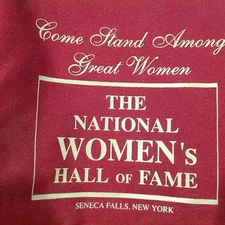 Come Stand Among
Great Women
THE
NATIONAL
WOMEN's
HALL OF FAME
SENECA FALLS, NEW YORK